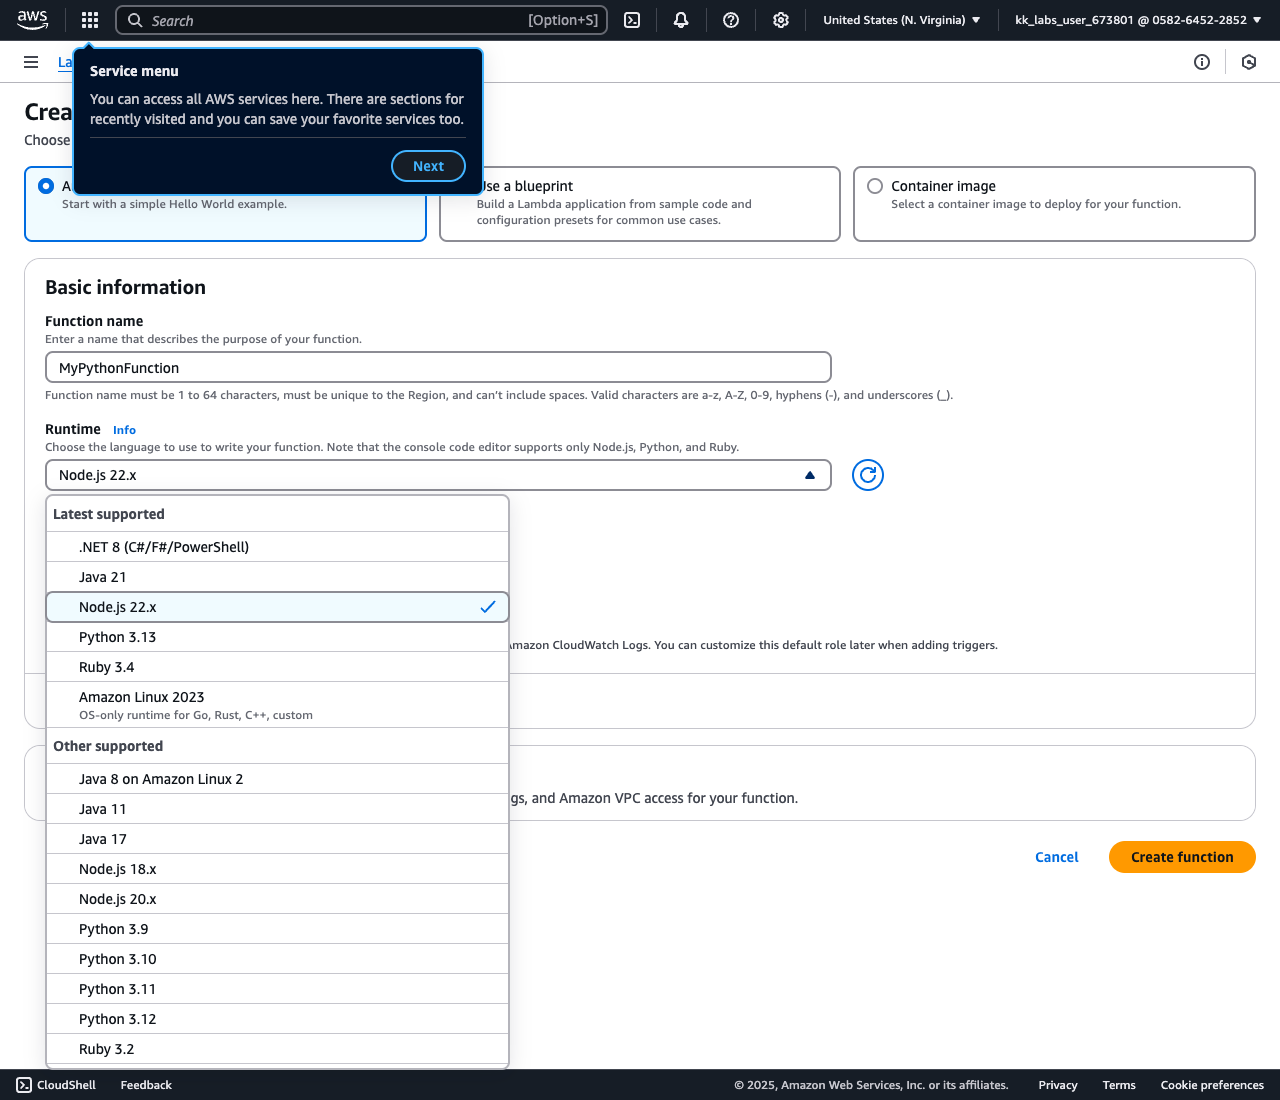 aws
Search
[Option+S]
United States (N. Virginia)
kk_labs_user_673801 @ 0582-6452-2852
Service menu
You can access all AWS services here. There are sections for
recently visited and you can save your favorite services too.
Next
Choose
Start with a simple Hello World example.
Use a blueprint
Build a Lambda application from sample code and
configuration presets for common use cases.
Container image
Select a container image to deploy for your function.
Basic information
Function name
Enter a name that describes the purpose of your function.
MyPythonFunction
Function name must be 1 to 64 characters, must be unique to the Region, and can't include spaces. Valid characters are a-z, A-Z, 0-9, hyphens (-), and underscores (_).
Runtime Info
Choose the language to use to write your function. Note that the console code editor supports only Node.js, Python, and Ruby.
Node.js 22.x
Latest supported
.NET 8 (C#/F#/PowerShell)
Java 21
Node.js 22.x
Python 3.13
Amazon CloudWatch Logs. You can customize this default role later when adding triggers.
Ruby 3.4
Amazon Linux 2023
OS-only runtime for Go, Rust, C++, custom
Other supported
Java 8 on Amazon Linux 2
gs, and Amazon VPC access for your function.
Java 11
Java 17
Node.js 18.x
Cancel
Create function
Node.js 20.x
Python 3.9
Python 3.10
Python 3.11
Python 3.12
Ruby 3.2
CloudShell
Feedback
© 2025, Amazon Web Services, Inc. or its affiliates.
Privacy
Terms
Cookie preferences